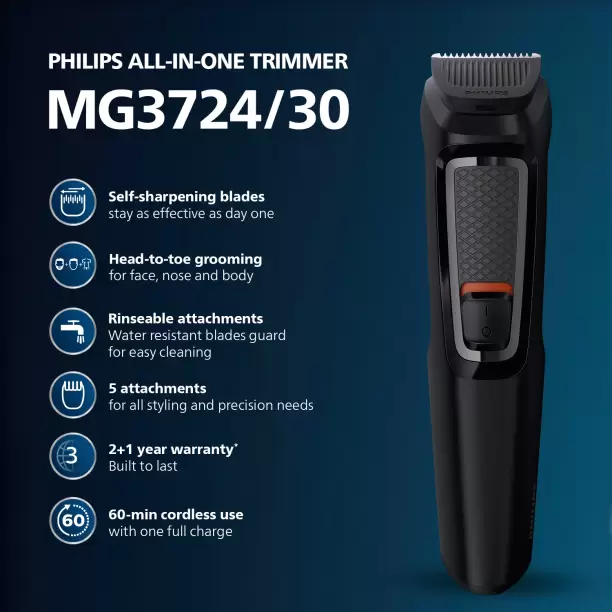 PHILIPS ALL-IN-ONE TRIMMER
MG3724/30
Self-sharpening blades
stay as effective as day one
Head-to-toe grooming
for face, nose and body
Rinseable attachments
Water resistant blades guard
for easy cleaning
5 attachments
for all styling and precision needs
3
2+1 year warranty*
Built to last
60
60-min cordless use
with one full charge
PHILIPS
PHILIPS